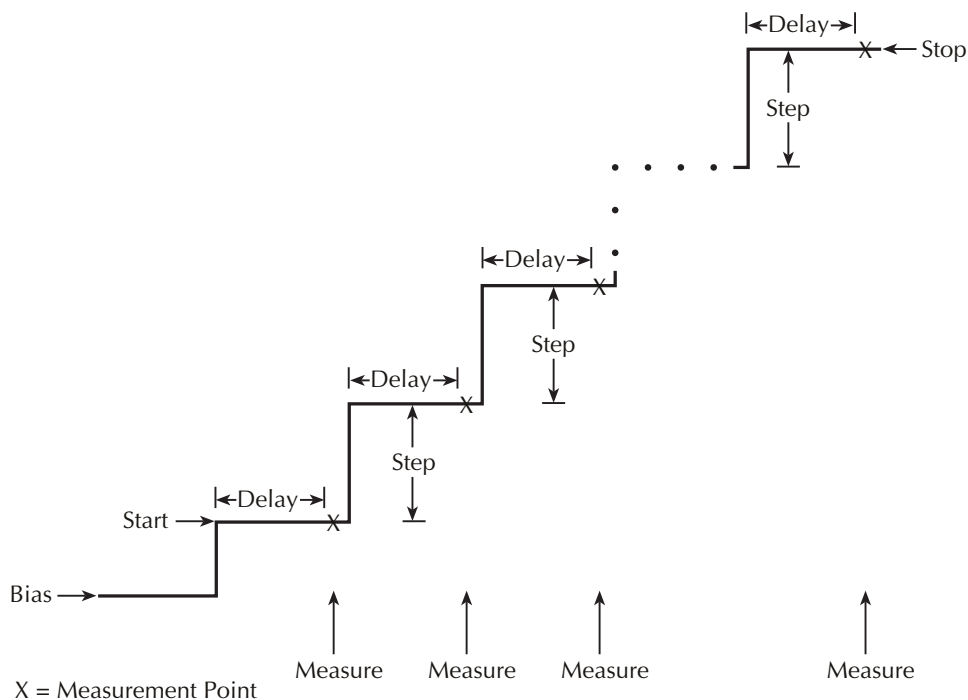 Delay
X
Stop
Step
Delay
X
Step
Delay
X
Step
Delay
Start
X
Bias
Measure
Measure
Measure
Measure
X = Measurement Point